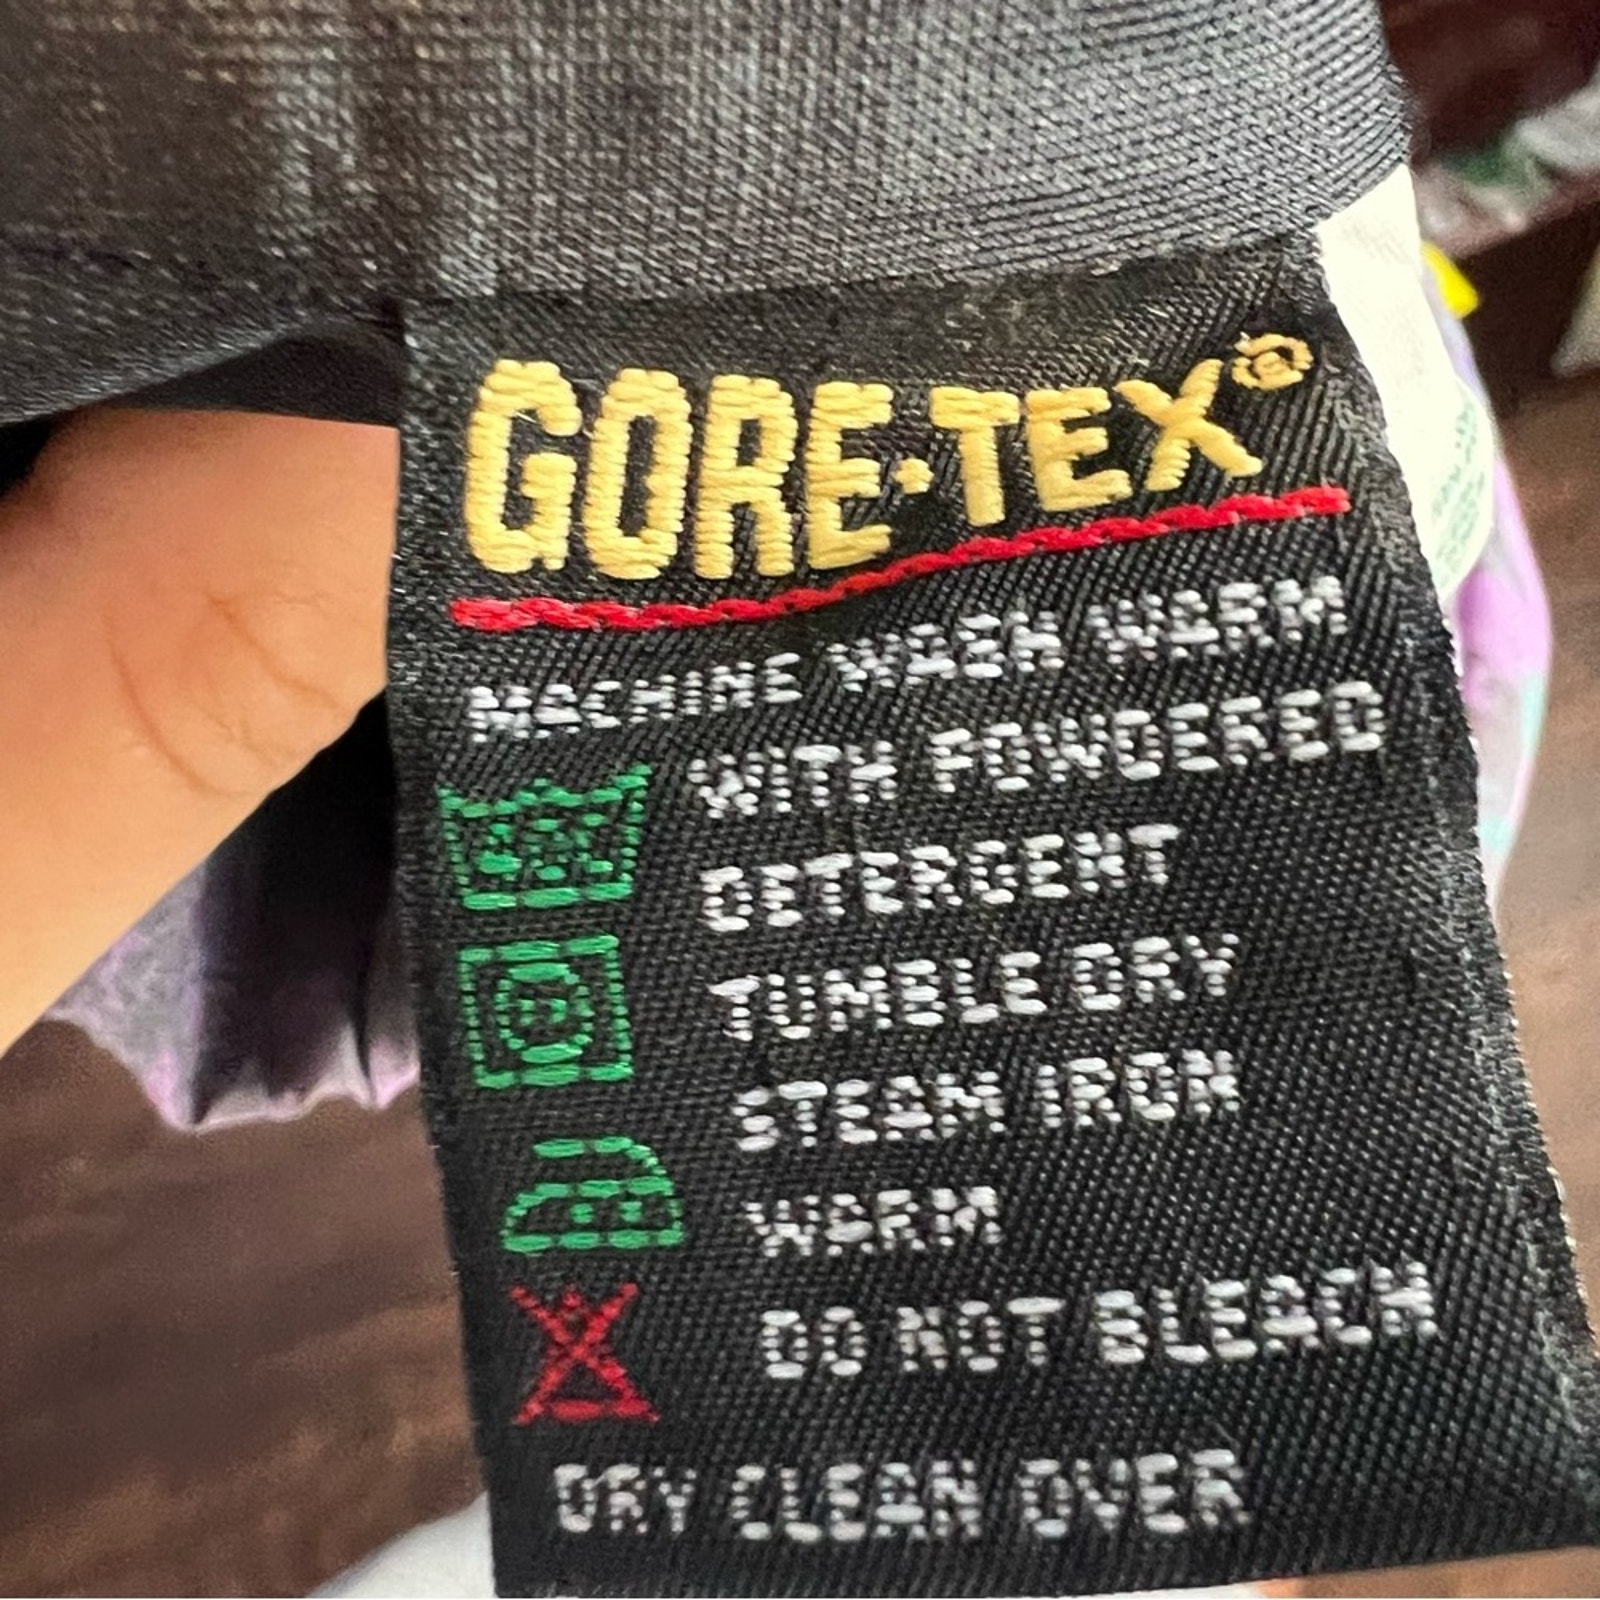 GORE-TEX®
MACHINE WASH WARM
WITH POWDERED
DETERGENT
TUMBLE DRY
STEAM IRON
WARM
DO NOT BLEACH
DRY CLEAN OVER